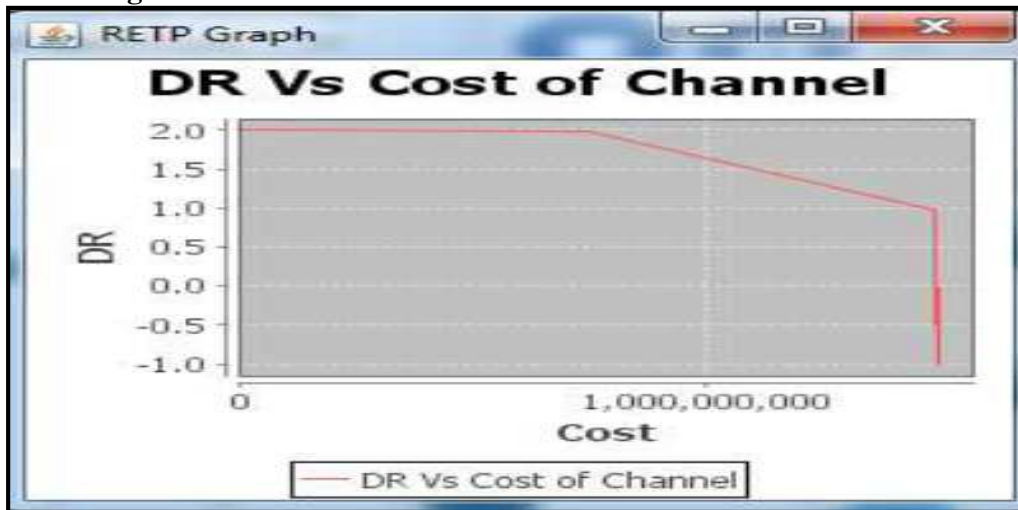 RETP Graph
DR Vs Cost of Channel
2.0
1.5
1.0
0.5
0.0
-0.5
-1.0
DR
0
1,000,000,000
Cost
DR Vs Cost of Channel